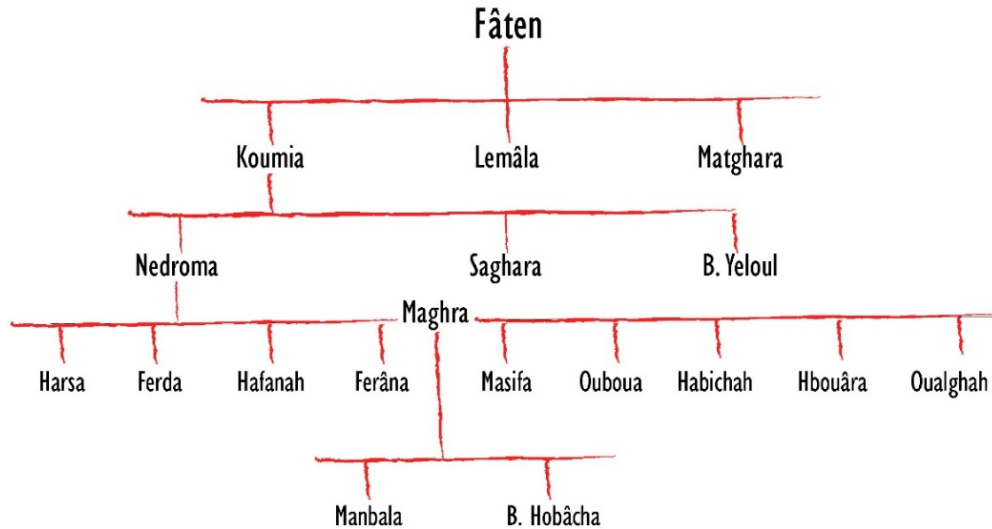 Fâten
Koumia Lemâla Matghara
Nedroma Saghara B. Yeloul
Maghra
Harsa Ferda Hafanah Ferâna Masifa Ouboua Habichah Hbouâra Oualghah
Manbala B. Hobâcha